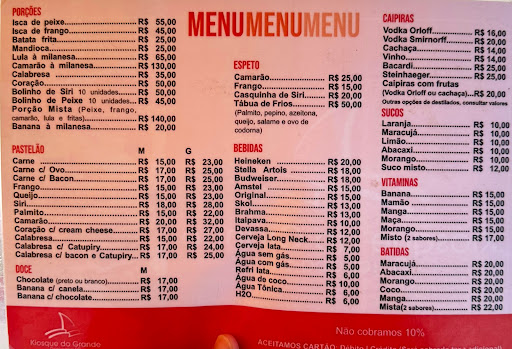 MENUMENUMENU
PORÇÕES
Isca de peixe R$ 55,00
Isca de frango R$ 45,00
Batata frita R$ 25,00
Mandioca R$ 25,00
Lula à milanesa R$ 65,00
Camarão à milanesa R$ 130,00
Calabresa R$ 35,00
Coração R$ 50,00
Bolinho de Siri 10 unidades R$ 50,00
Bolinho de Peixe 10 unidades R$ 45,00
Porção Mista (Peixe, frango,
camarão, lula e fritas) R$ 140,00
Banana à milanesa R$ 20,00
PASTELÃO M G
Carne R$ 15,00 R$ 23,00
Carne c/ Ovo R$ 17,00 R$ 25,00
Carne c/ Bacon R$ 17,00 R$ 25,00
Frango R$ 15,00 R$ 23,00
Queijo R$ 15,00 R$ 23,00
Siri R$ 18,00 R$ 28,00
Palmito R$ 15,00 R$ 22,00
Camarão R$ 20,00 R$ 32,00
Coração c/ cream cheese R$ 17,00 R$ 27,00
Calabresa R$ 15,00 R$ 22,00
Calabresa c/ Catupiry R$ 17,00 R$ 24,00
Calabresa c/ bacon e Catupiry R$ 17,00 R$ 25,00
DOCE M
Chocolate (preto ou branco) R$ 17,00
Banana c/ canela R$ 17,00
Banana c/ chocolate R$ 17,00
Quiosque da Grande
ESPETO
Camarão R$ 25,00
Frango R$ 15,00
Casquinha de Siri R$ 20,00
Tábua de Frios R$ 50,00
(Palmito, pepino, azeitona,
queijo, salame e ovo de
codorna)
BEBIDAS
Heineken R$ 20,00
Stella Artois R$ 18,00
Budweiser R$ 18,00
Amstel R$ 15,00
Original R$ 15,00
Skol R$ 13,00
Brahma R$ 13,00
Itaipava R$ 10,00
Devassa R$ 12,00
Cerveja Long Neck R$ 12,00
Cerveja lata R$ 7,00
Água sem gás R$ 5,00
Água com gás R$ 5,00
Refri lata R$ 6,00
Água de coco R$ 10,00
Água Tônica R$ 6,00
H2O R$ 6,00
CAIPIRAS
Vodka Orloff R$ 16,00
Vodka Smirnorff R$ 20,00
Cachaça R$ 14,00
Vinho R$ 14,00
Bacardi R$ 25,00
Steinhaeger R$ 25,00
Caipiras com frutas
(Vodka Orloff ou cachaça) R$ 20,00
Outras opções de destilados, consultar valores
SUCOS
Laranja R$ 10,00
Maracujá R$ 10,00
Limão R$ 10,00
Abacaxi R$ 10,00
Morango R$ 10,00
Suco misto R$ 12,00
VITAMINAS
Banana R$ 15,00
Mamão R$ 15,00
Manga R$ 15,00
Maça R$ 15,00
Morango R$ 15,00
Misto (2 sabores) R$ 17,00
BATIDAS
Maracujá R$ 20,00
Abacaxi R$ 20,00
Morango R$ 20,00
Coco R$ 20,00
Manga R$ 20,00
Mista (2 sabores) R$ 22,00
Não cobramos 10%
ACEITAMOS CARTÃO: Débito | Crédito